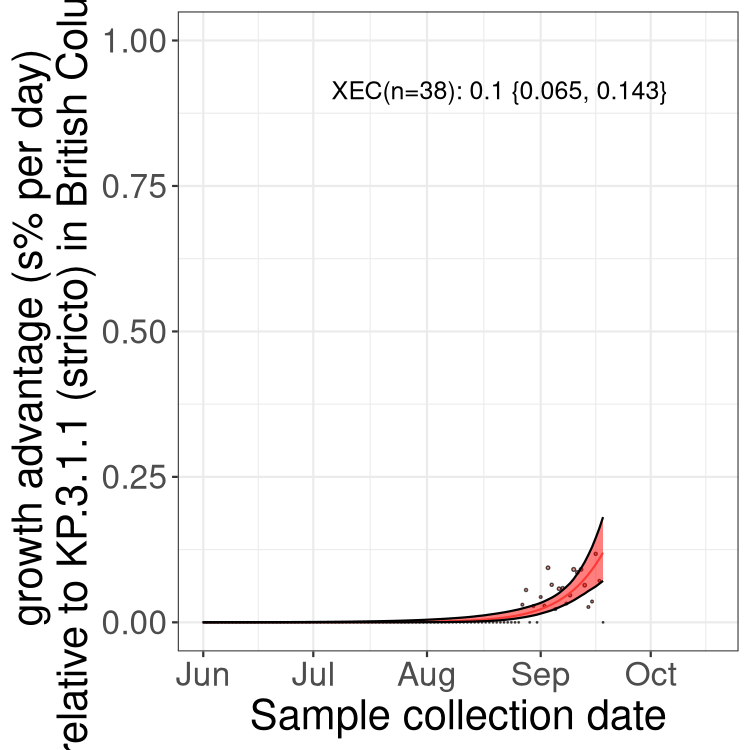 growth advantage (s% per day)
relative to KP.3.1.1 (stricto) in British Colu
1.00
0.75
0.50
0.25
0.00
XEC(n=38): 0.1 {0.065, 0.143}
Jun Jul Aug Sep Oct
Sample collection date